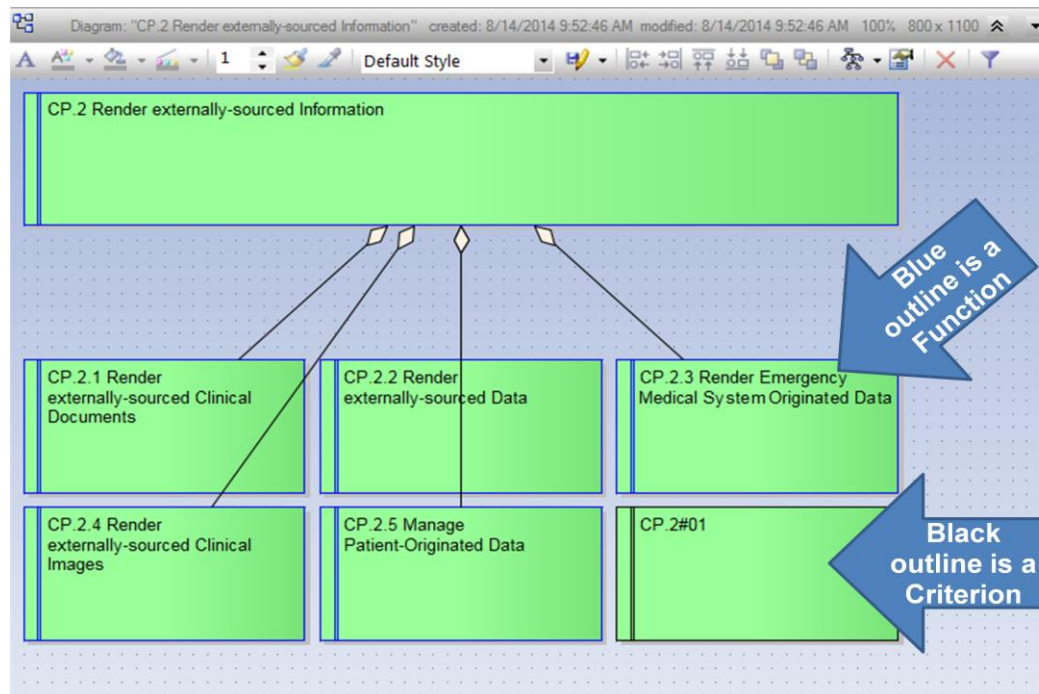 Diagram: "CP.2 Render externally-sourced Information" created: 8/14/2014 9:52:46 AM modified: 8/14/2014 9:52:46 AM 100% 800 x 1100
A 1 Default Style
CP.2 Render externally-sourced Information
Blue
outline is a
Function
CP.2.1 Render
externally-sourced Clinical
Documents
CP.2.2 Render
externally-sourced Data
CP.2.3 Render Emergency
Medical System Originated Data
CP.2.4 Render
externally-sourced Clinical
Images
CP.2.5 Manage
Patient-Originated Data
CP.2#01
Black
outline is a
Criterion